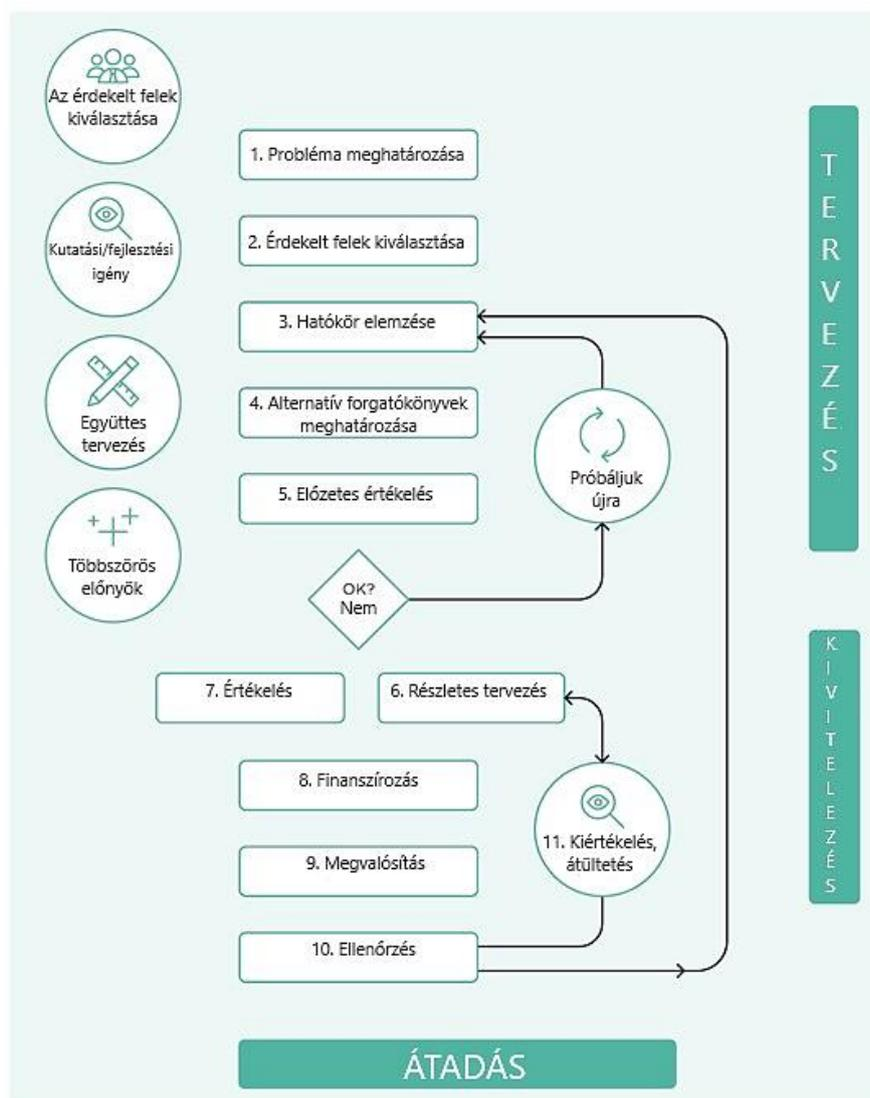 Az érdekelt felek
kiválasztása
Kutatási/fejlesztési
igény
Együttes
tervezés
Többszörös
előnyök
1. Probléma meghatározása
2. Érdekelt felek kiválasztása
3. Hatókör elemzése
4. Alternatív forgatókönyvek
meghatározása
5. Előzetes értékelés
Próbáljuk
újra
OK?
Nem
7. Értékelés
6. Részletes tervezés
8. Finanszírozás
9. Megvalósítás
10. Ellenőrzés
11. Kiértékelés,
átültetés
TERVEZÉS
KIVITELEZÉS
ÁTADÁS